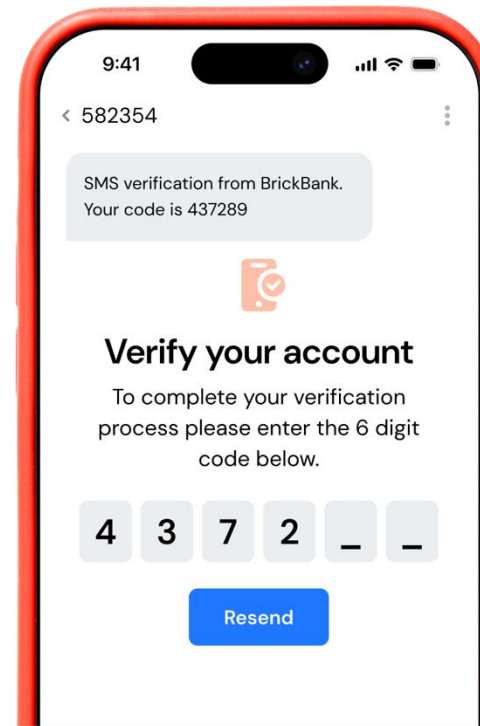 9:41
582354
SMS verification from BrickBank.
Your code is 437289
Verify your account
To complete your verification
process please enter the 6 digit
code below.
4 3 7 2 _ _
Resend